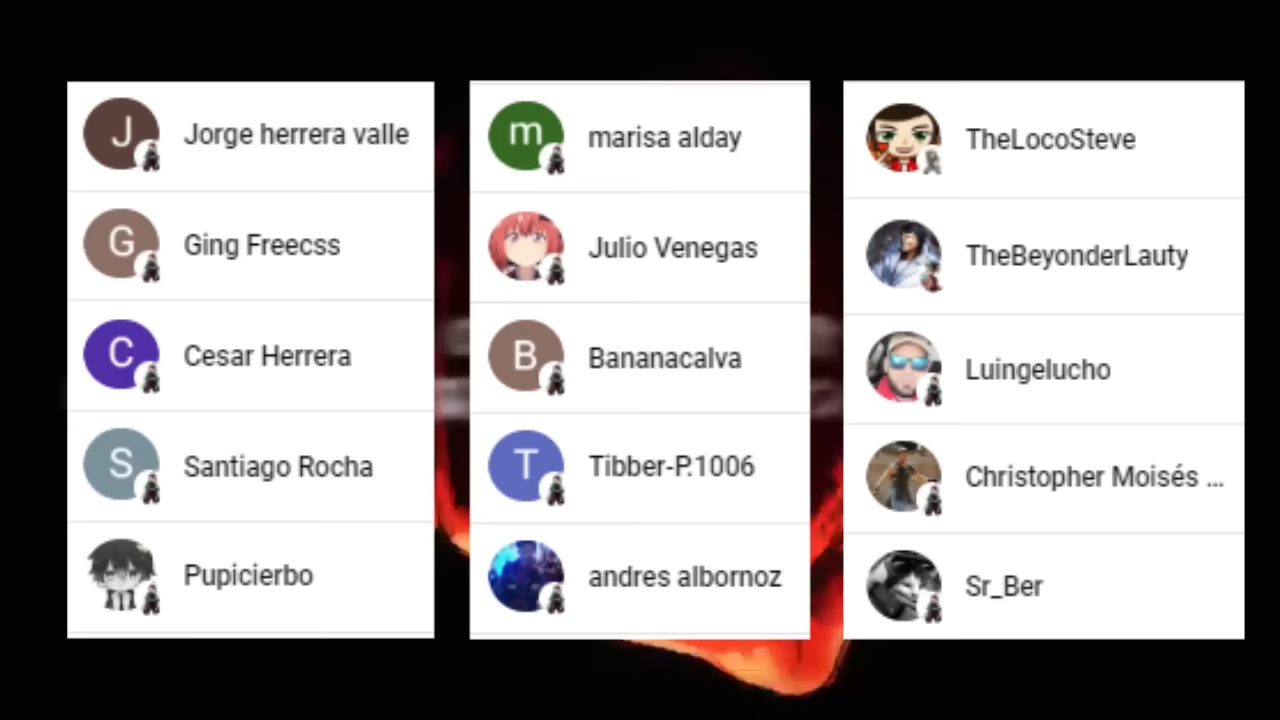 J
Jorge herrera valle
G
Ging Freecss
C
Cesar Herrera
S
Santiago Rocha
Pupicierbo
m
marisa alday
Julio Venegas
B
Bananacalva
T
Tibber-P.1006
andres albornoz
TheLocoSteve
TheBeyonderLauty
Luingelucho
Christopher Moisés ...
Sr_Ber